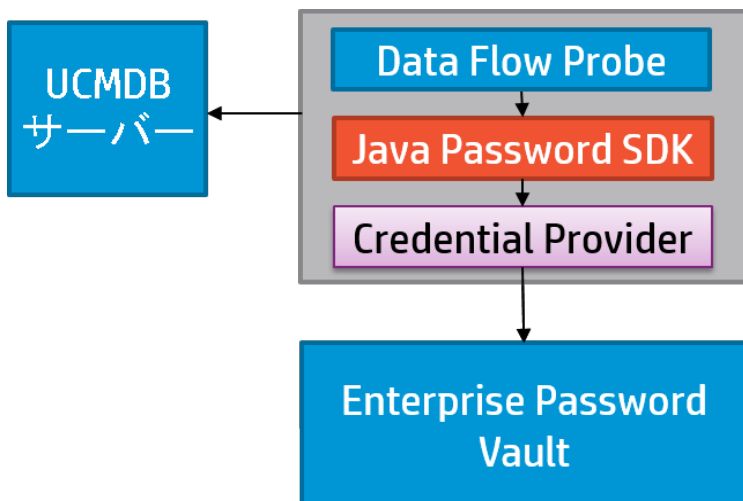 UCMDB
サーバー
Data Flow Probe
Java Password SDK
Credential Provider
Enterprise Password
Vault